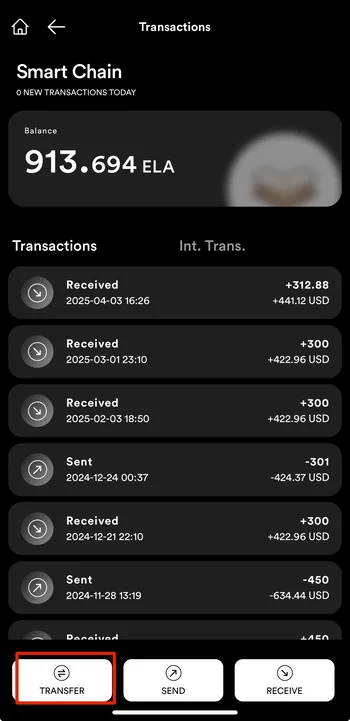 Transactions
Smart Chain
0 NEW TRANSACTIONS TODAY
Balance
913.694 ELA
Transactions Int. Trans.
Received +312.88
2025-04-03 16:26 +441.12 USD
Received +300
2025-03-01 23:10 +422.96 USD
Received +300
2025-02-03 18:50 +422.96 USD
Sent -301
2024-12-24 00:37 -424.37 USD
Received +300
2024-12-21 22:10 +422.96 USD
Sent -450
2024-11-28 13:19 -634.44 USD
Received +450
TRANSFER SEND RECEIVE